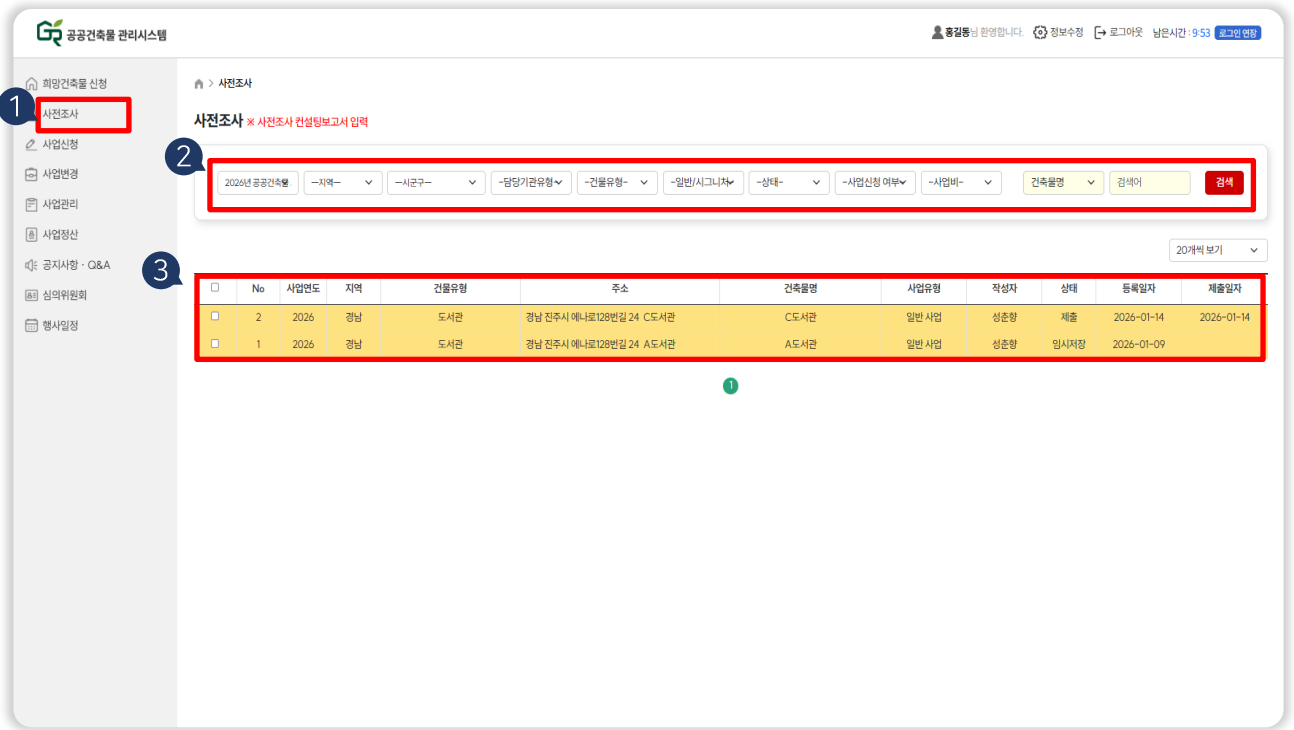 GR 공공건축물 관리시스템
홍길동님 환영합니다. 정보수정 로그아웃 남은시간 : 9:53 로그인 연장
희망건축물 신청
1
사전조사
사업신청
사업변경
사업관리
사업정산
공지사항 · Q&A
심의위원회
행사일정
> 사전조사
사전조사 ※ 사전조사 컨설팅보고서 입력
2
2026년 공공건축물 ―지역― ―시군구― -담당기관유형- -건물유형- -일반/시그니처- -상태- -사업신청 여부- -사업비- 건축물명 검색어 검색
20개씩 보기
3
No 사업연도 지역 건물유형 주소 건축물명 사업유형 작성자 상태 등록일자 제출일자
2 2026 경남 도서관 경남 진주시 에나로128번길 24 C도서관 C도서관 일반 사업 성춘향 제출 2026-01-14 2026-01-14
1 2026 경남 도서관 경남 진주시 에나로128번길 24 A도서관 A도서관 일반 사업 성춘향 임시저장 2026-01-09
1